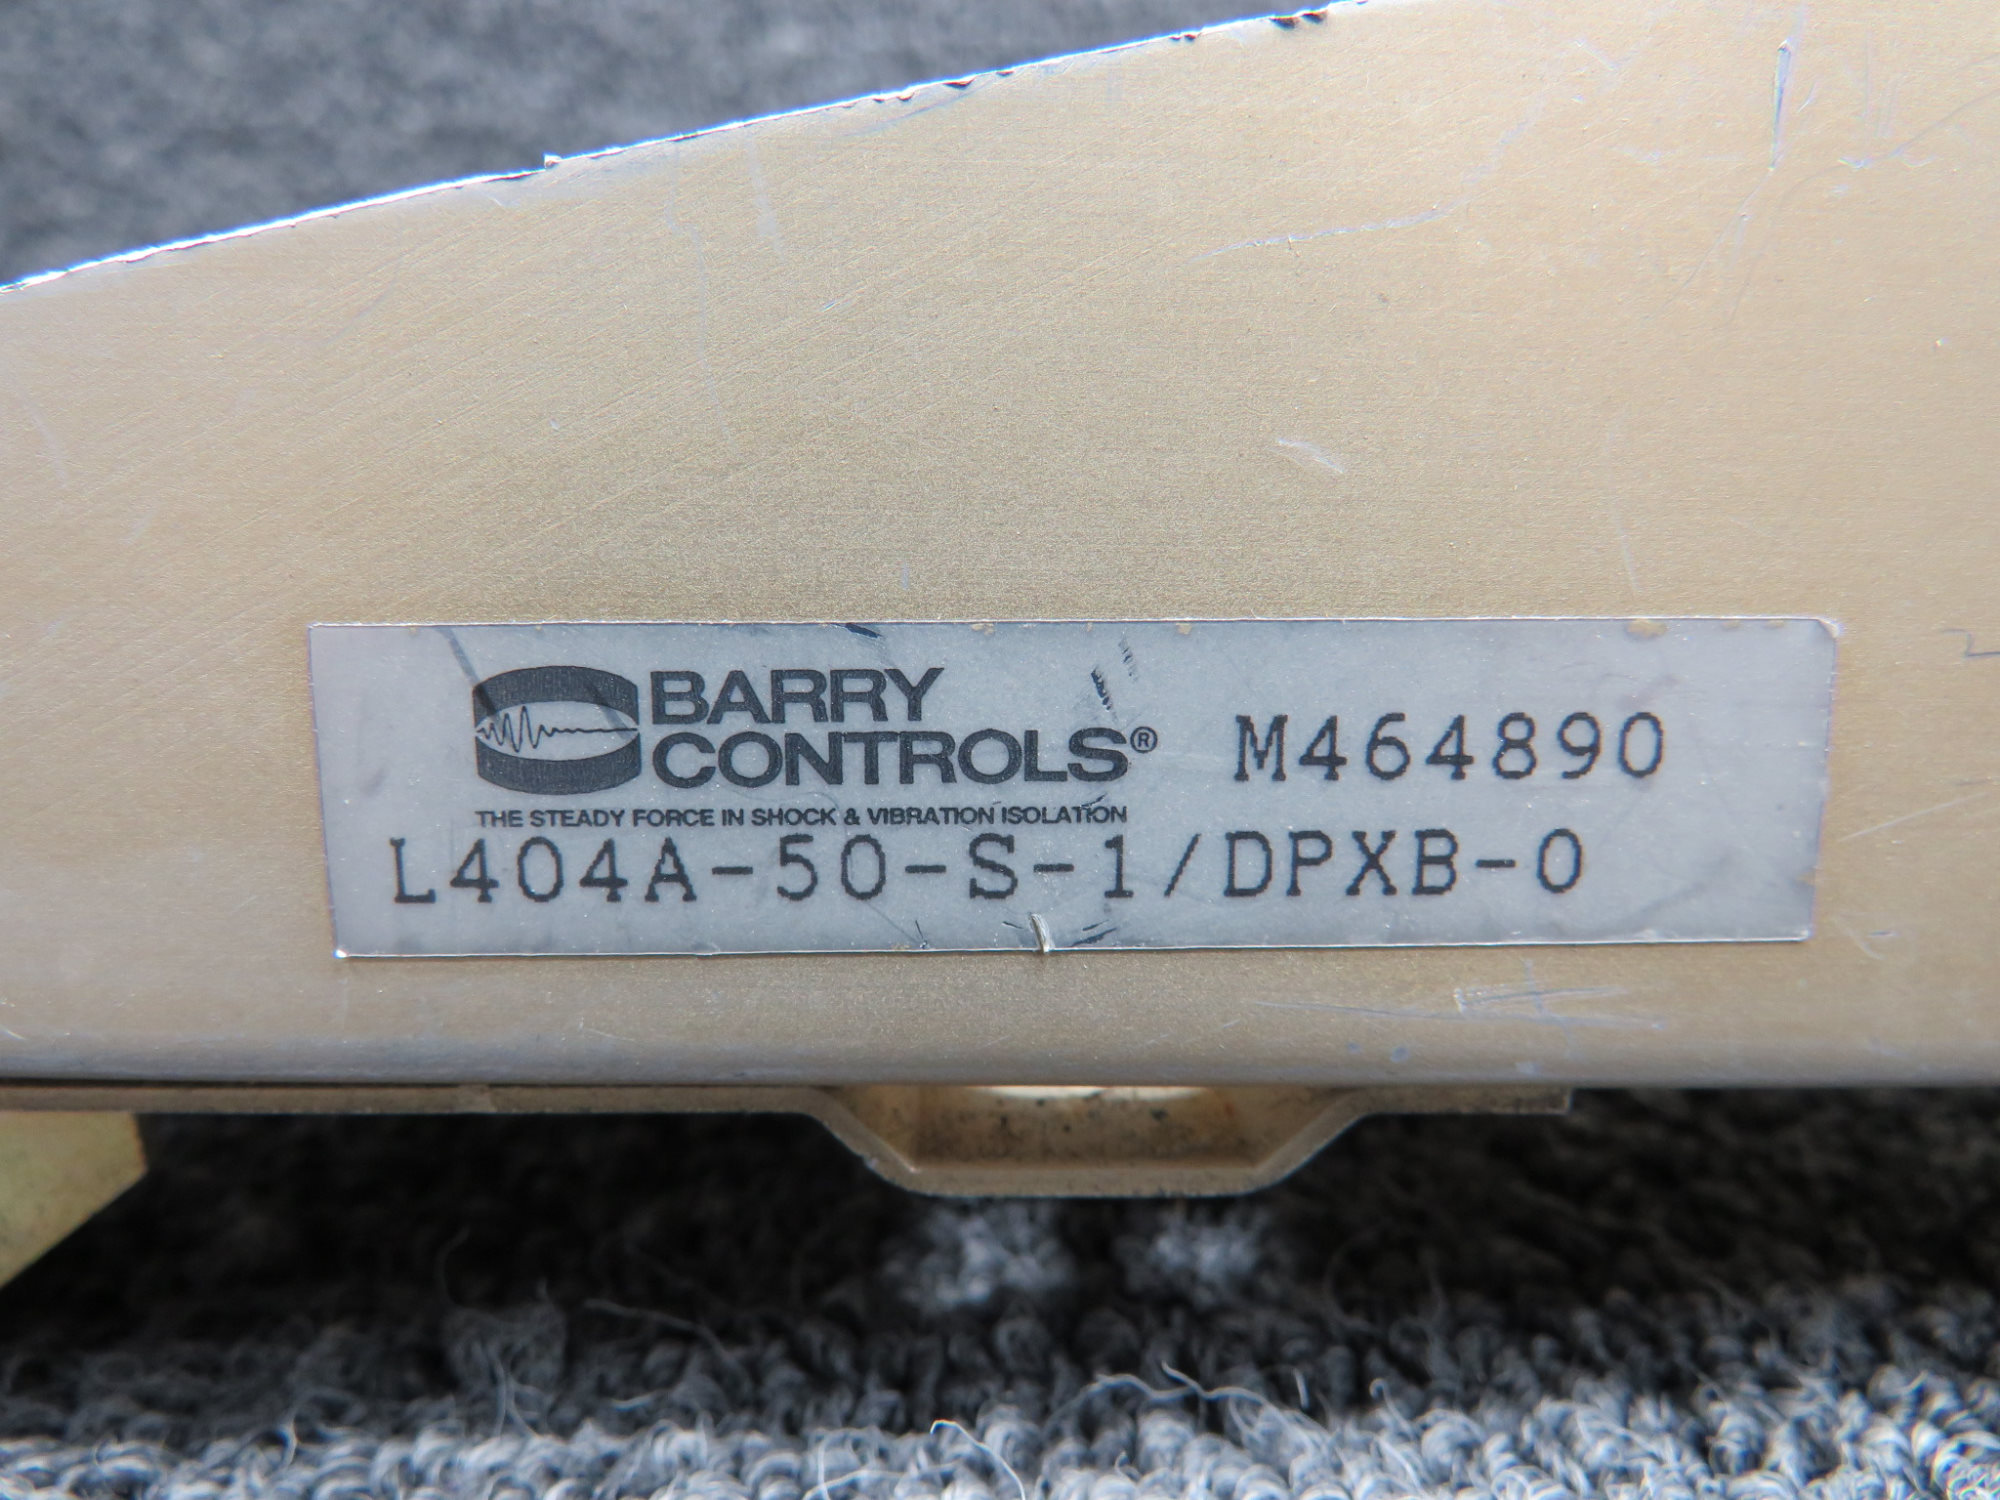 BARRY
CONTROLS® M464890
THE STEADY FORCE IN SHOCK & VIBRATION ISOLATION
L404A-50-S-1/DPXB-0